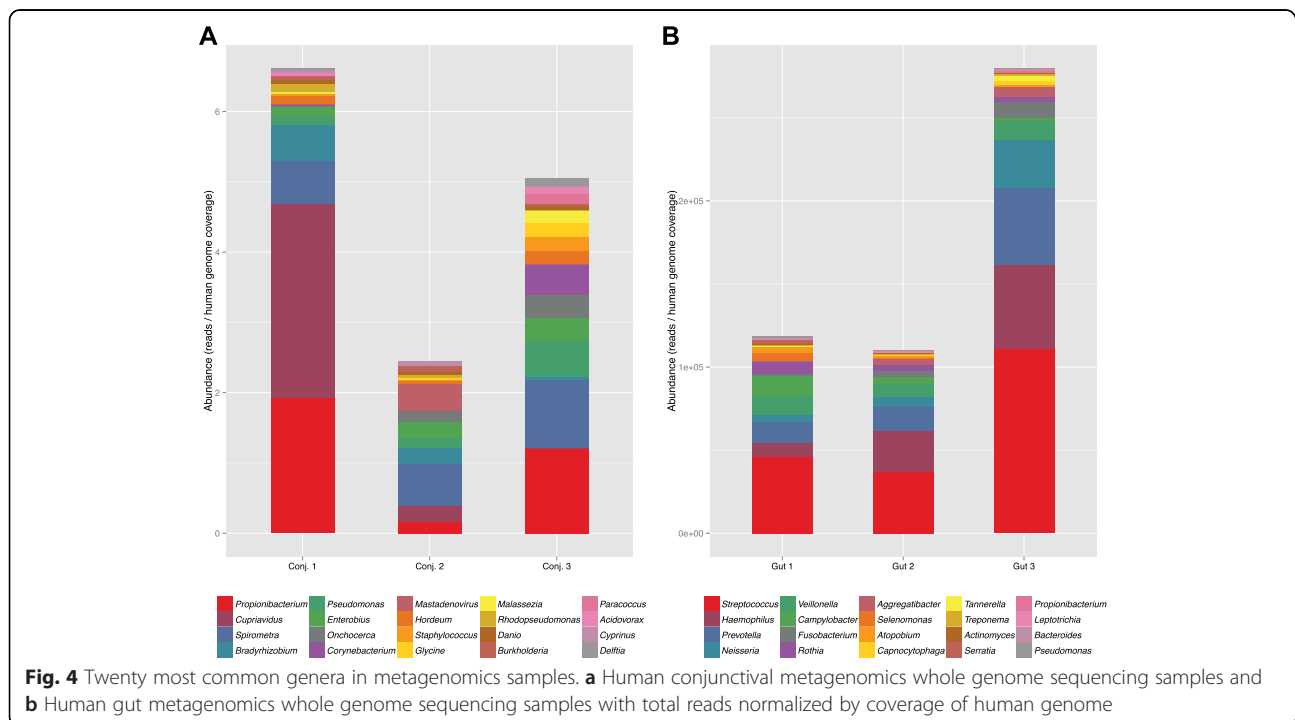 A
B
Abundance (reads / human genome coverage)
6
4
2
0
Conj. 1
Conj. 2
Conj. 3
Abundance (reads / human genome coverage)
2e+05
1e+05
0e+00
Gut 1
Gut 2
Gut 3
Propionibacterium
Cupriavidus
Spirometra
Bradyrhizobium
Pseudomonas
Enterobius
Onchocerca
Corynebacterium
Mastadenovirus
Hordeum
Staphylococcus
Glycine
Malassezia
Rhodopseudomonas
Danio
Burkholderia
Paracoccus
Acidovorax
Cyprinus
Delftia
Streptococcus
Haemophilus
Prevotella
Neisseria
Veillonella
Campylobacter
Fusobacterium
Rothia
Aggregatibacter
Selenomonas
Atopobium
Capnocytophaga
Tannerella
Treponema
Actinomyces
Serratia
Propionibacterium
Leptotrichia
Bacteroides
Pseudomonas
Fig. 4 Twenty most common genera in metagenomics samples. a Human conjunctival metagenomics whole genome sequencing samples and
b Human gut metagenomics whole genome sequencing samples with total reads normalized by coverage of human genome